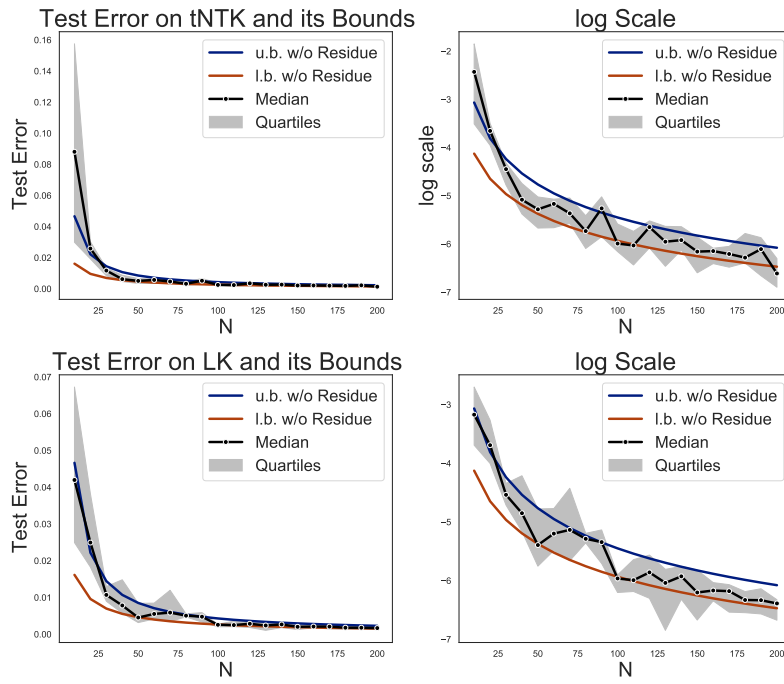 Test Error on tNTK and its Bounds
0.16
0.14
0.12
0.10
0.08
0.06
0.04
0.02
0.00
Test Error
u.b. w/o Residue
l.b. w/o Residue
Median
Quartiles
25 50 75 100 125 150 175 200
N
log Scale
−2
−3
−4
−5
−6
−7
log scale
u.b. w/o Residue
l.b. w/o Residue
Median
Quartiles
0 25 50 75 100 125 150 175 200
N
Test Error on LK and its Bounds
0.07
0.06
0.05
0.04
0.03
0.02
0.01
0.00
Test Error
u.b. w/o Residue
l.b. w/o Residue
Median
Quartiles
25 50 75 100 125 150 175 200
N
log Scale
−3
−4
−5
−6
−7
u.b. w/o Residue
l.b. w/o Residue
Median
Quartiles
0 25 50 75 100 125 150 175 200
N